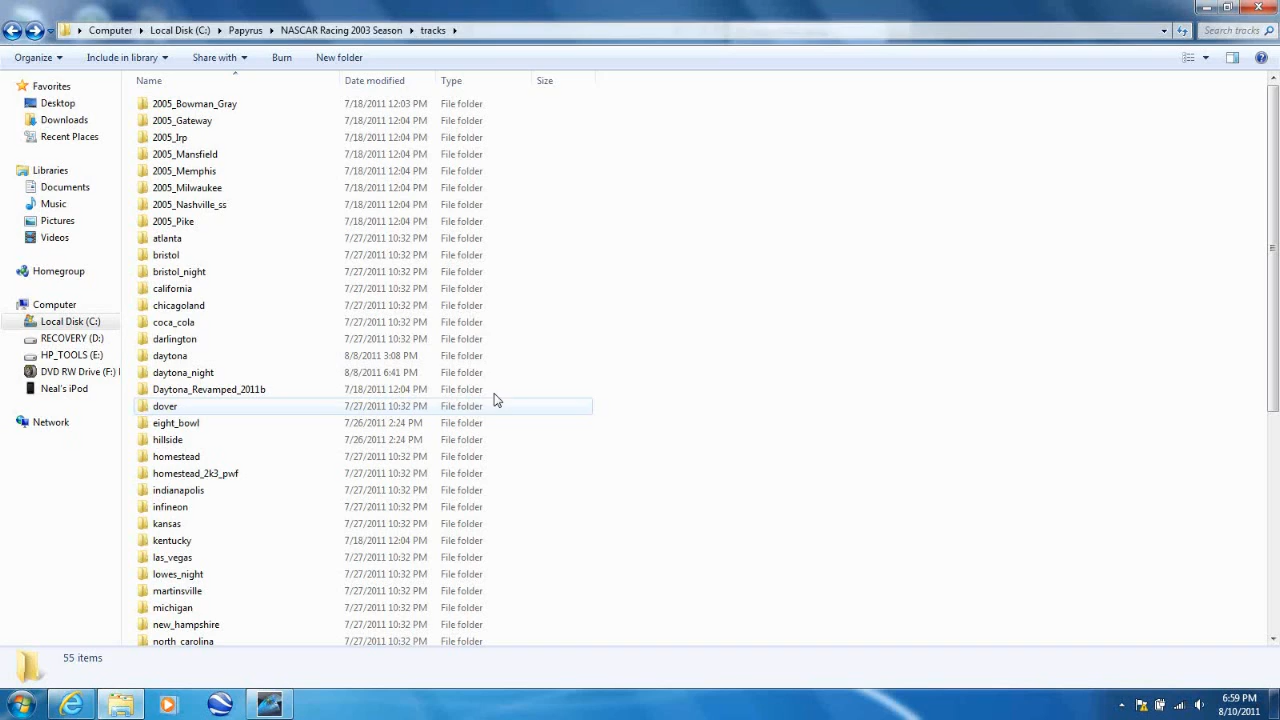 Computer Local Disk (C:) Papyrus NASCAR Racing 2003 Season tracks Search tracks
Organize Include in library Share with Burn New folder
Name Date modified Type Size
Favorites
Desktop
Downloads
Recent Places
Libraries
Documents
Music
Pictures
Videos
Homegroup
Computer
Local Disk (C:)
RECOVERY (D:)
HP_TOOLS (E:)
DVD RW Drive (F:)
Neal's iPod
Network
2005_Bowman_Gray 7/18/2011 12:03 PM File folder
2005_Gateway 7/18/2011 12:04 PM File folder
2005_Irp 7/18/2011 12:04 PM File folder
2005_Mansfield 7/18/2011 12:04 PM File folder
2005_Memphis 7/18/2011 12:04 PM File folder
2005_Milwaukee 7/18/2011 12:04 PM File folder
2005_Nashville_ss 7/18/2011 12:04 PM File folder
2005_Pike 7/18/2011 12:04 PM File folder
atlanta 7/27/2011 10:32 PM File folder
bristol 7/27/2011 10:32 PM File folder
bristol_night 7/27/2011 10:32 PM File folder
california 7/27/2011 10:32 PM File folder
chicagoland 7/27/2011 10:32 PM File folder
coca_cola 7/27/2011 10:32 PM File folder
darlington 7/27/2011 10:32 PM File folder
daytona 8/8/2011 3:08 PM File folder
daytona_night 8/8/2011 6:41 PM File folder
Daytona_Revamped_2011b 7/18/2011 12:04 PM File folder
dover 7/27/2011 10:32 PM File folder
eight_bowl 7/26/2011 2:24 PM File folder
hillside 7/26/2011 2:24 PM File folder
homestead 7/27/2011 10:32 PM File folder
homestead_2k3_pwf 7/27/2011 10:32 PM File folder
indianapolis 7/27/2011 10:32 PM File folder
infineon 7/27/2011 10:32 PM File folder
kansas 7/27/2011 10:32 PM File folder
kentucky 7/18/2011 12:04 PM File folder
las_vegas 7/27/2011 10:32 PM File folder
lowes_night 7/27/2011 10:32 PM File folder
martinsville 7/27/2011 10:32 PM File folder
michigan 7/27/2011 10:32 PM File folder
new_hampshire 7/27/2011 10:32 PM File folder
north_carolina 7/27/2011 10:32 PM File folder
55 items
6:59 PM
8/10/2011